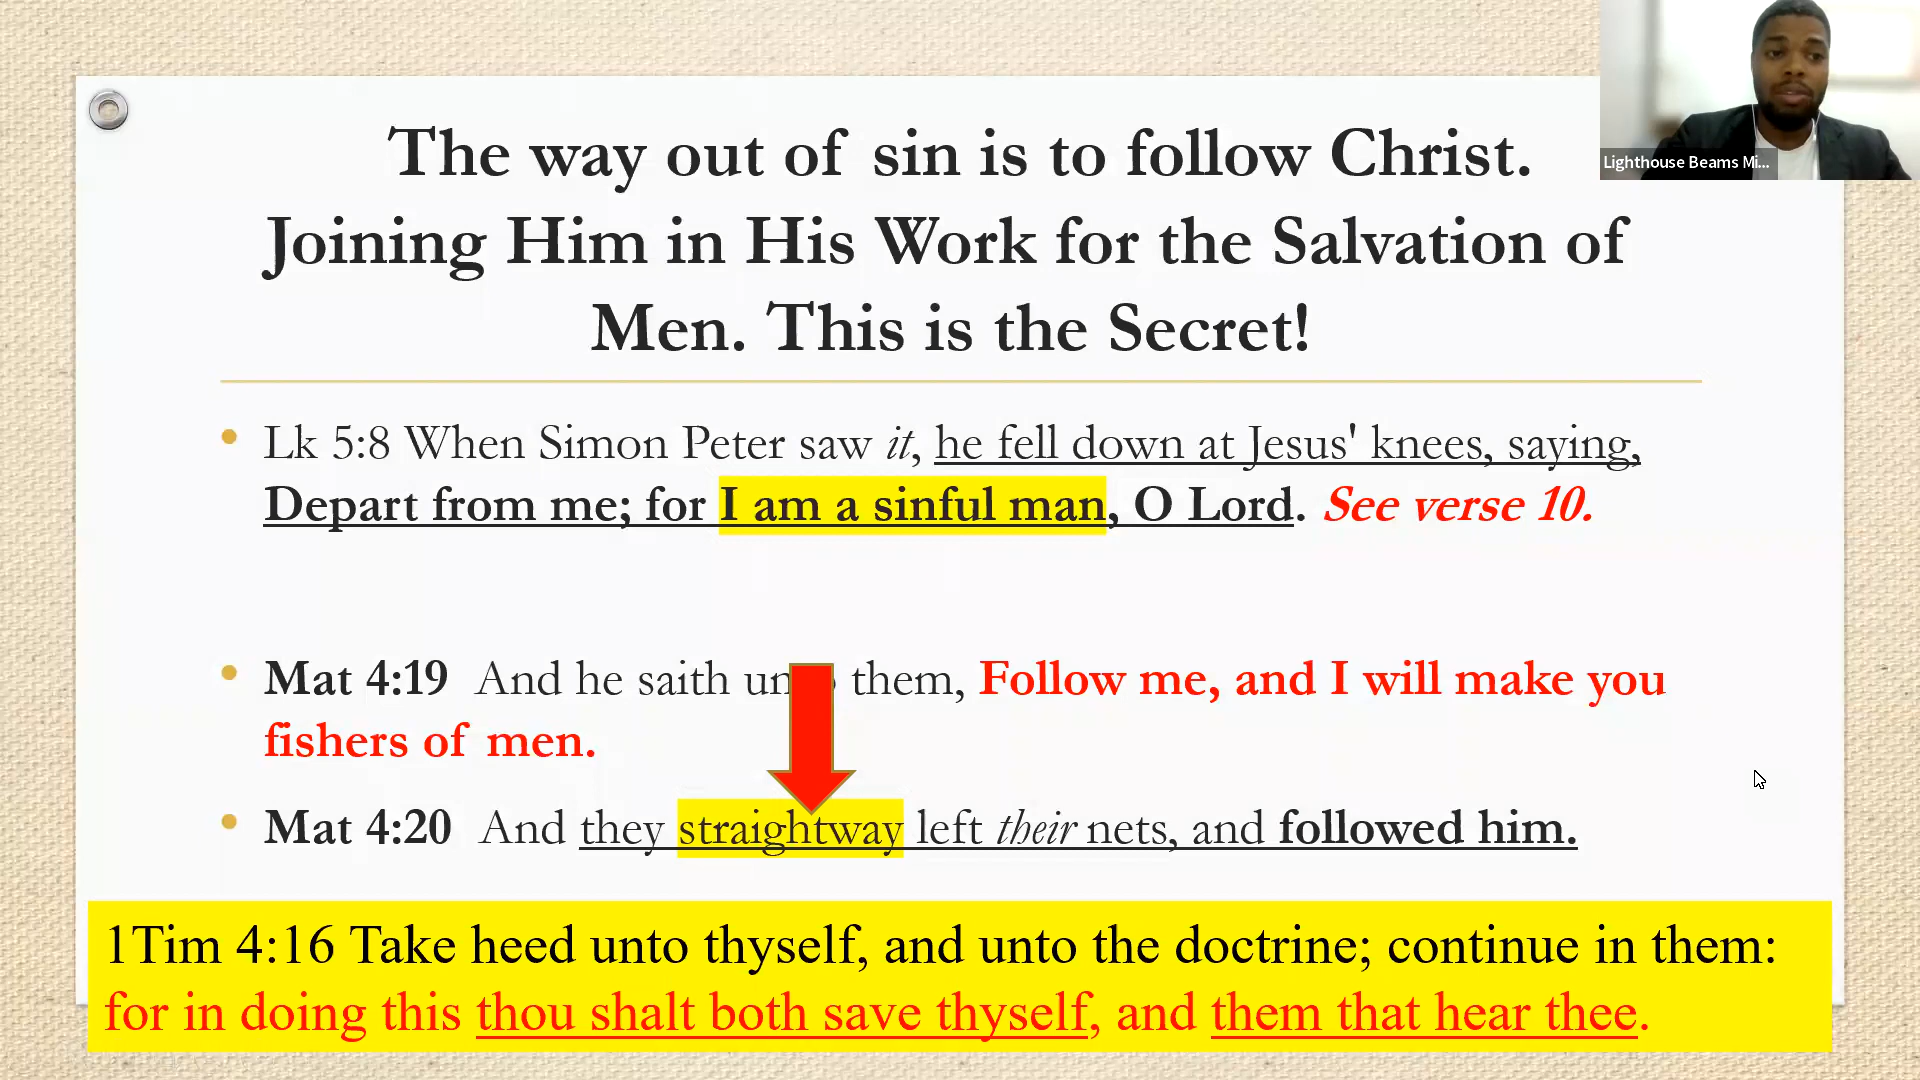 The way out of sin is to follow Christ.
Joining Him in His Work for the Salvation of
Men. This is the Secret!
Lighthouse Beams Mi...
• Lk 5:8 When Simon Peter saw it, he fell down at Jesus' knees, saying,
Depart from me; for I am a sinful man, O Lord. See verse 10.
• Mat 4:19 And he saith unto them, Follow me, and I will make you
fishers of men.
• Mat 4:20 And they straightway left their nets, and followed him.
1Tim 4:16 Take heed unto thyself, and unto the doctrine; continue in them:
for in doing this thou shalt both save thyself, and them that hear thee.